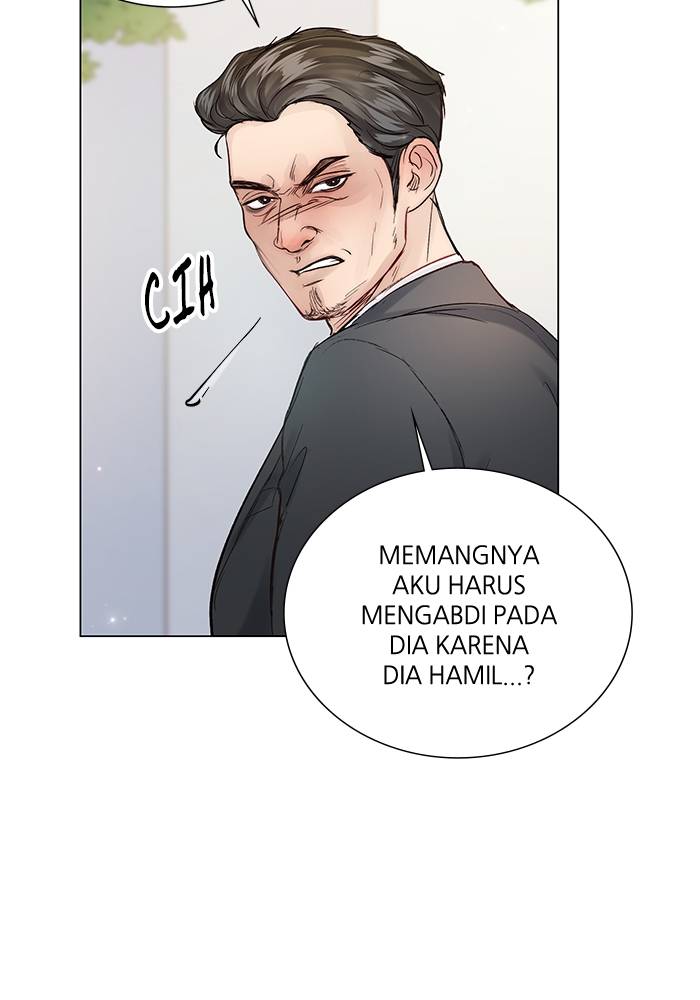 CIH
MEMANGNYA
AKU HARUS
MENGABDI PADA
DIA KARENA
DIA HAMIL...?